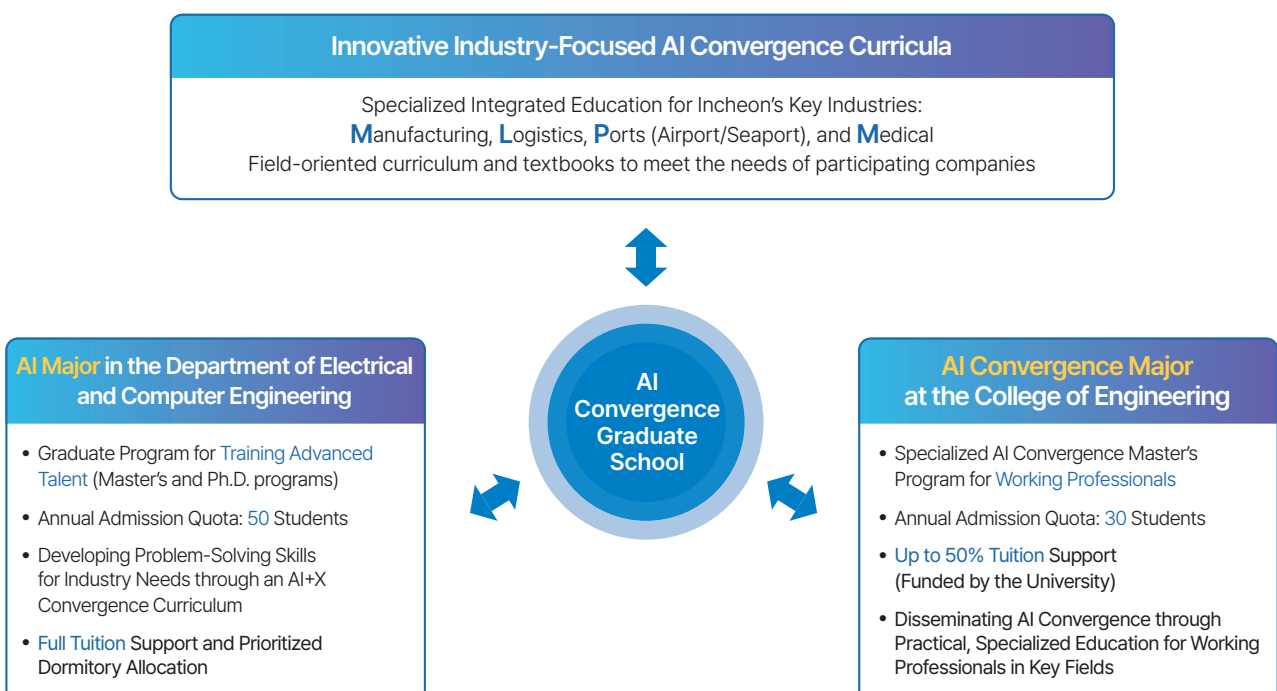 Innovative Industry-Focused AI Convergence Curricula
Specialized Integrated Education for Incheon's Key Industries:
Manufacturing, Logistics, Ports (Airport/Seaport), and Medical
Field-oriented curriculum and textbooks to meet the needs of participating companies
AI
Convergence
Graduate
School
AI Major in the Department of Electrical
and Computer Engineering
• Graduate Program for Training Advanced
Talent (Master's and Ph.D. programs)
• Annual Admission Quota: 50 Students
• Developing Problem-Solving Skills
for Industry Needs through an AI+X
Convergence Curriculum
• Full Tuition Support and Prioritized
Dormitory Allocation
AI Convergence Major
at the College of Engineering
• Specialized AI Convergence Master's
Program for Working Professionals
• Annual Admission Quota: 30 Students
• Up to 50% Tuition Support
(Funded by the University)
• Disseminating AI Convergence through
Practical, Specialized Education for Working
Professionals in Key Fields